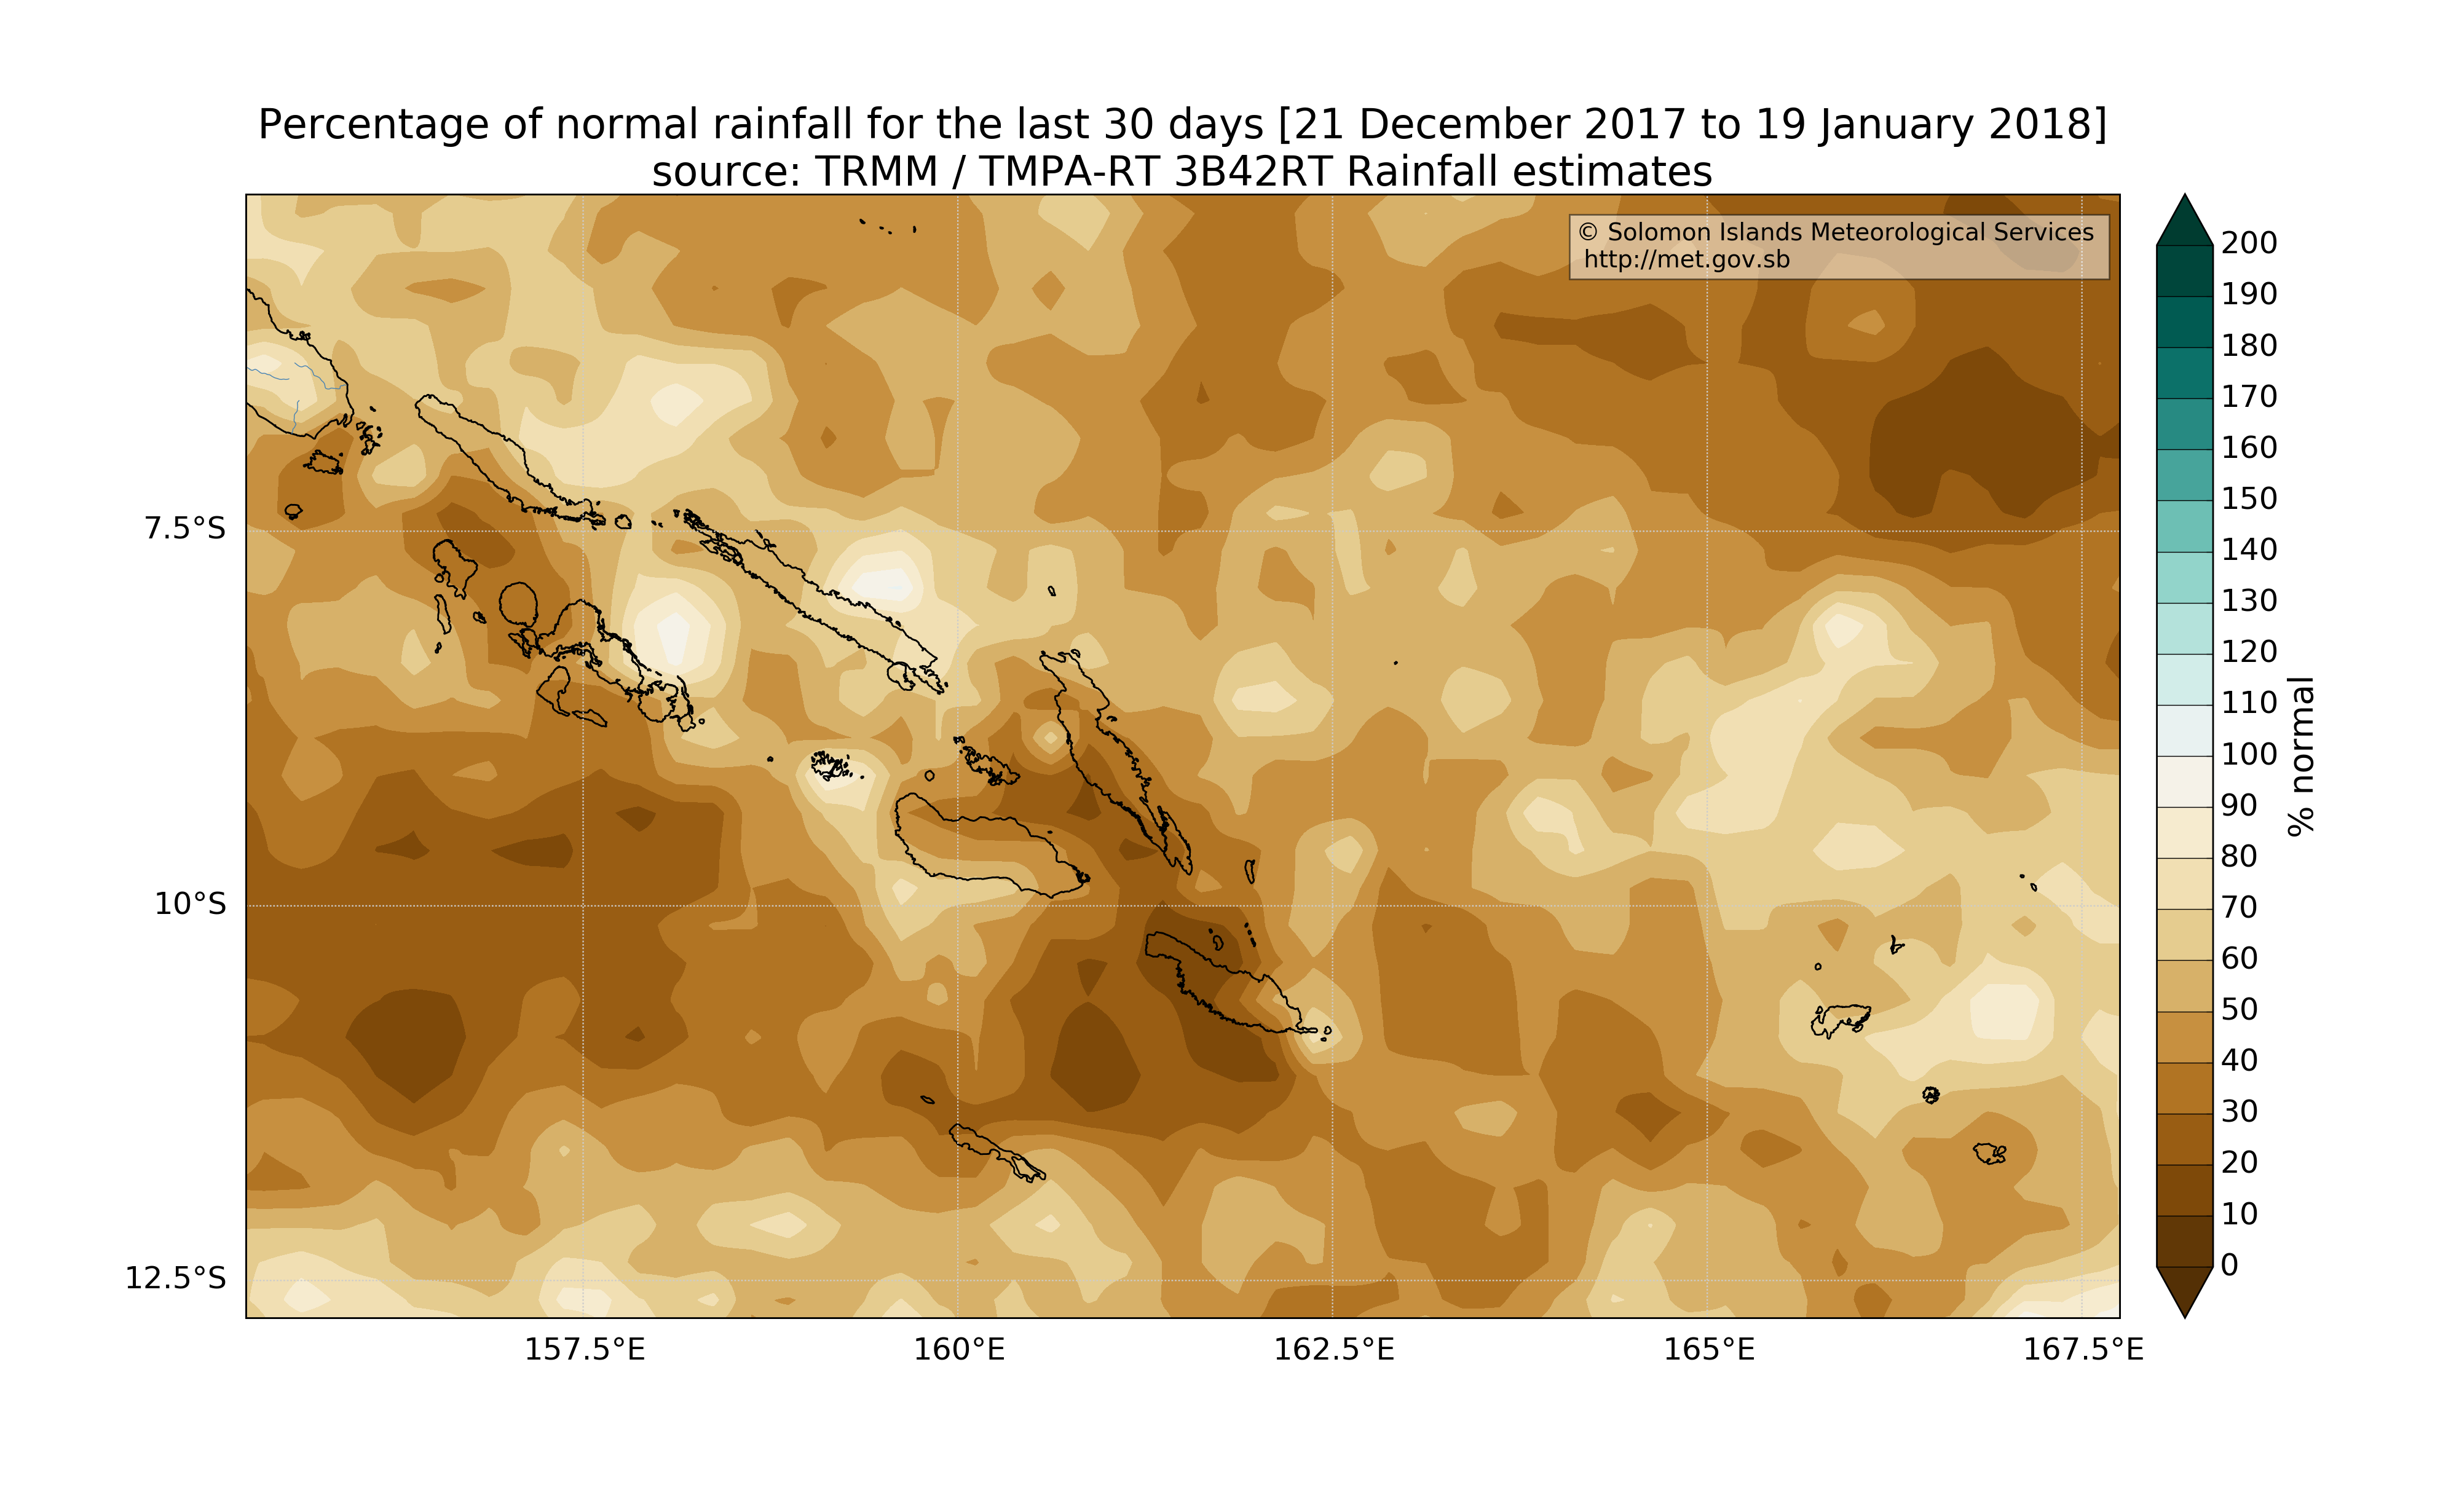 Percentage of normal rainfall for the last 30 days [21 December 2017 to 19 January 2018]
source: TRMM / TMPA-RT 3B42RT Rainfall estimates
© Solomon Islands Meteorological Services
http://met.gov.sb
7.5°S
10°S
12.5°S
157.5°E
160°E
162.5°E
165°E
167.5°E
200
190
180
170
160
150
140
130
120
110
100
90
80
70
60
50
40
30
20
10
0
% normal